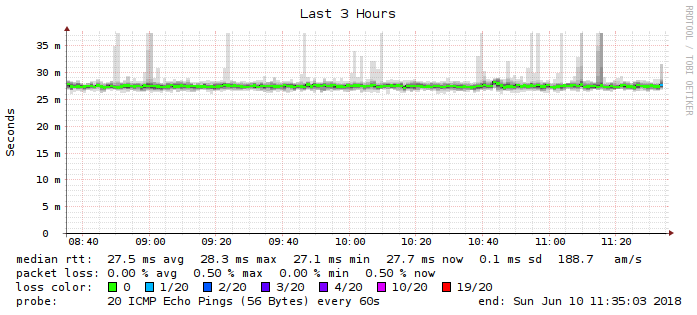 Last 3 Hours
RRDTOOL / TOBI OETIKER
Seconds
35 m
30 m
25 m
20 m
15 m
10 m
5 m
0
08:40 09:00 09:20 09:40 10:00 10:20 10:40 11:00 11:20
median rtt: 27.5 ms avg 28.3 ms max 27.1 ms min 27.7 ms now 0.1 ms sd 188.7 am/s
packet loss: 0.00 % avg 0.50 % max 0.00 % min 0.50 % now
loss color: 0 1/20 2/20 3/20 4/20 10/20 19/20
probe: 20 ICMP Echo Pings (56 Bytes) every 60s end: Sun Jun 10 11:35:03 2018